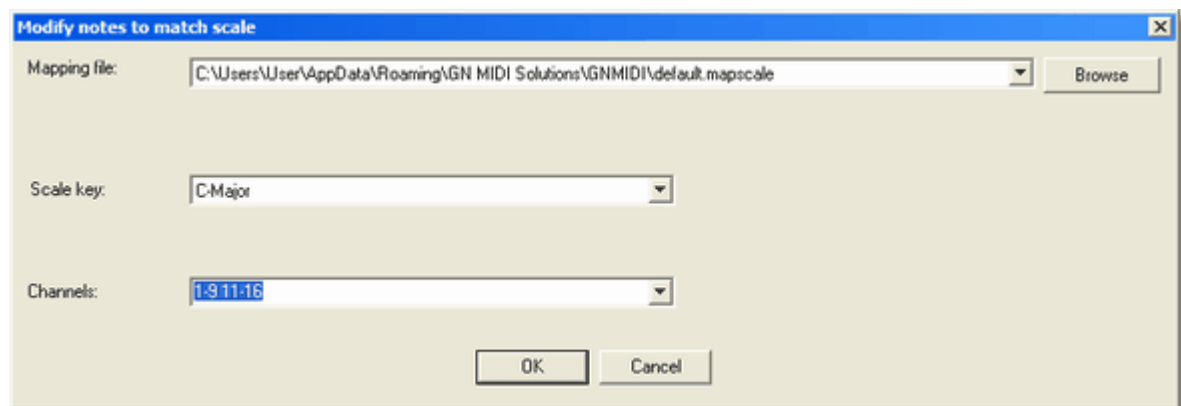 Modify notes to match scale
Mapping file: C:\Users\User\AppData\Roaming\GN MIDI Solutions\GNMIDI\default.mapscale Browse
Scale key: C-Major
Channels: 1-9,11-16
OK Cancel